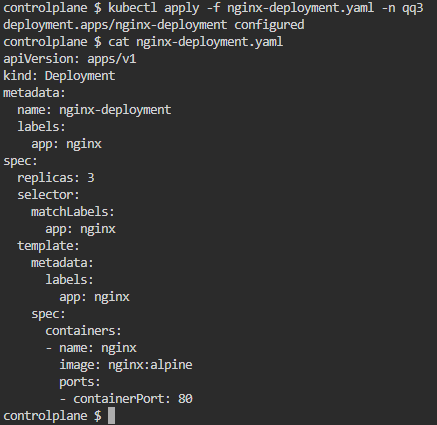 controlplane $ kubectl apply -f nginx-deployment.yaml -n qq3
deployment.apps/nginx-deployment configured
controlplane $ cat nginx-deployment.yaml
apiVersion: apps/v1
kind: Deployment
metadata:
  name: nginx-deployment
  labels:
    app: nginx
spec:
  replicas: 3
  selector:
    matchLabels:
      app: nginx
  template:
    metadata:
      labels:
        app: nginx
    spec:
      containers:
      - name: nginx
        image: nginx:alpine
        ports:
        - containerPort: 80
controlplane $